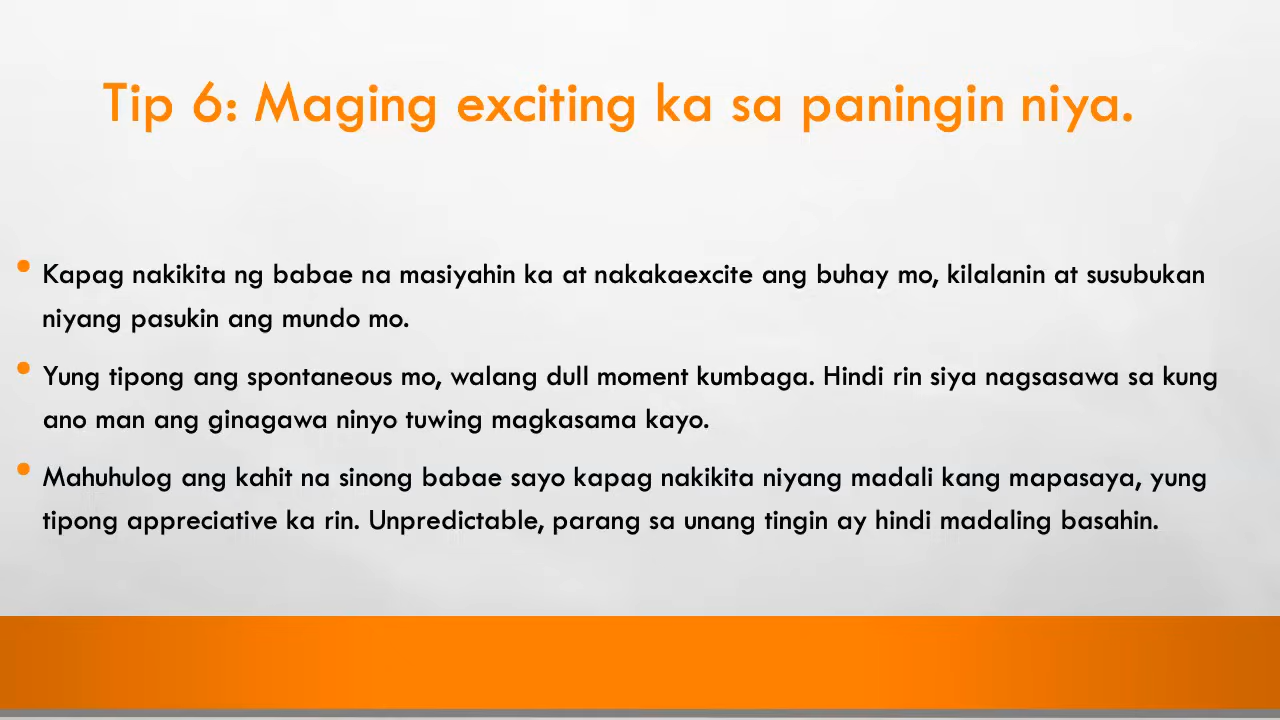 Tip 6: Maging exciting ka sa paningin niya.
• Kapag nakikita ng babae na masiyahin ka at nakakaexcite ang buhay mo, kilalanin at susubukan
niyang pasukin ang mundo mo.
• Yung tipong ang spontaneous mo, walang dull moment kumbaga. Hindi rin siya nagsasawa sa kung
ano man ang ginagawa ninyo tuwing magkasama kayo.
• Mahuhulog ang kahit na sinong babae sayo kapag nakikita niyang madali kang mapasaya, yung
tipong appreciative ka rin. Unpredictable, parang sa unang tingin ay hindi madaling basahin.